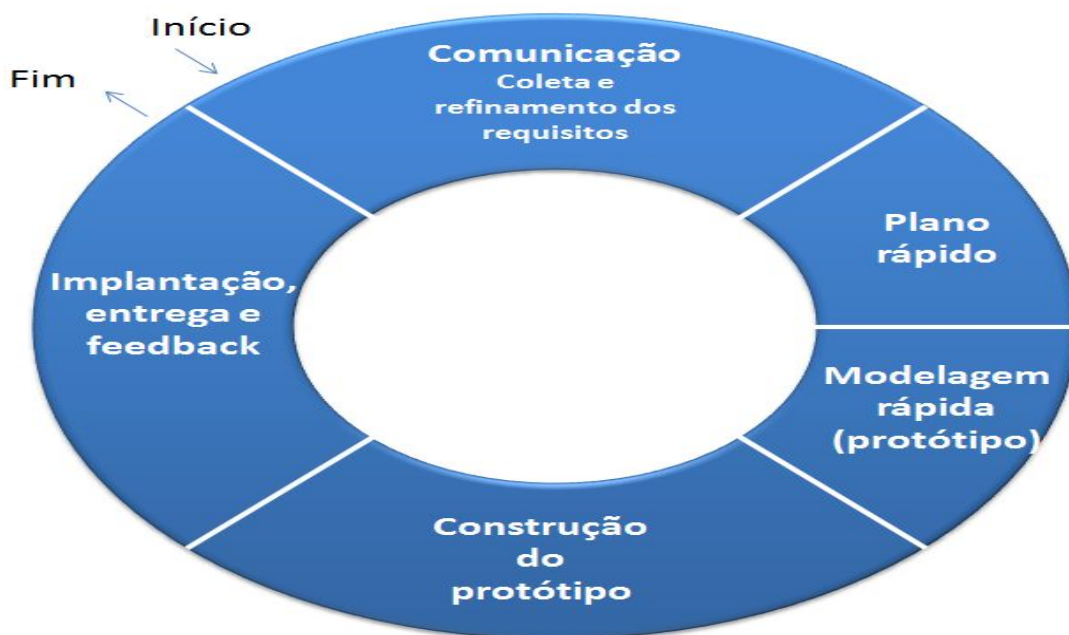 Início
Fim
Comunicação
Coleta e
refinamento dos
requisitos
Plano
rápido
Modelagem
rápida
(protótipo)
Construção
do
protótipo
Implantação,
entrega e
feedback